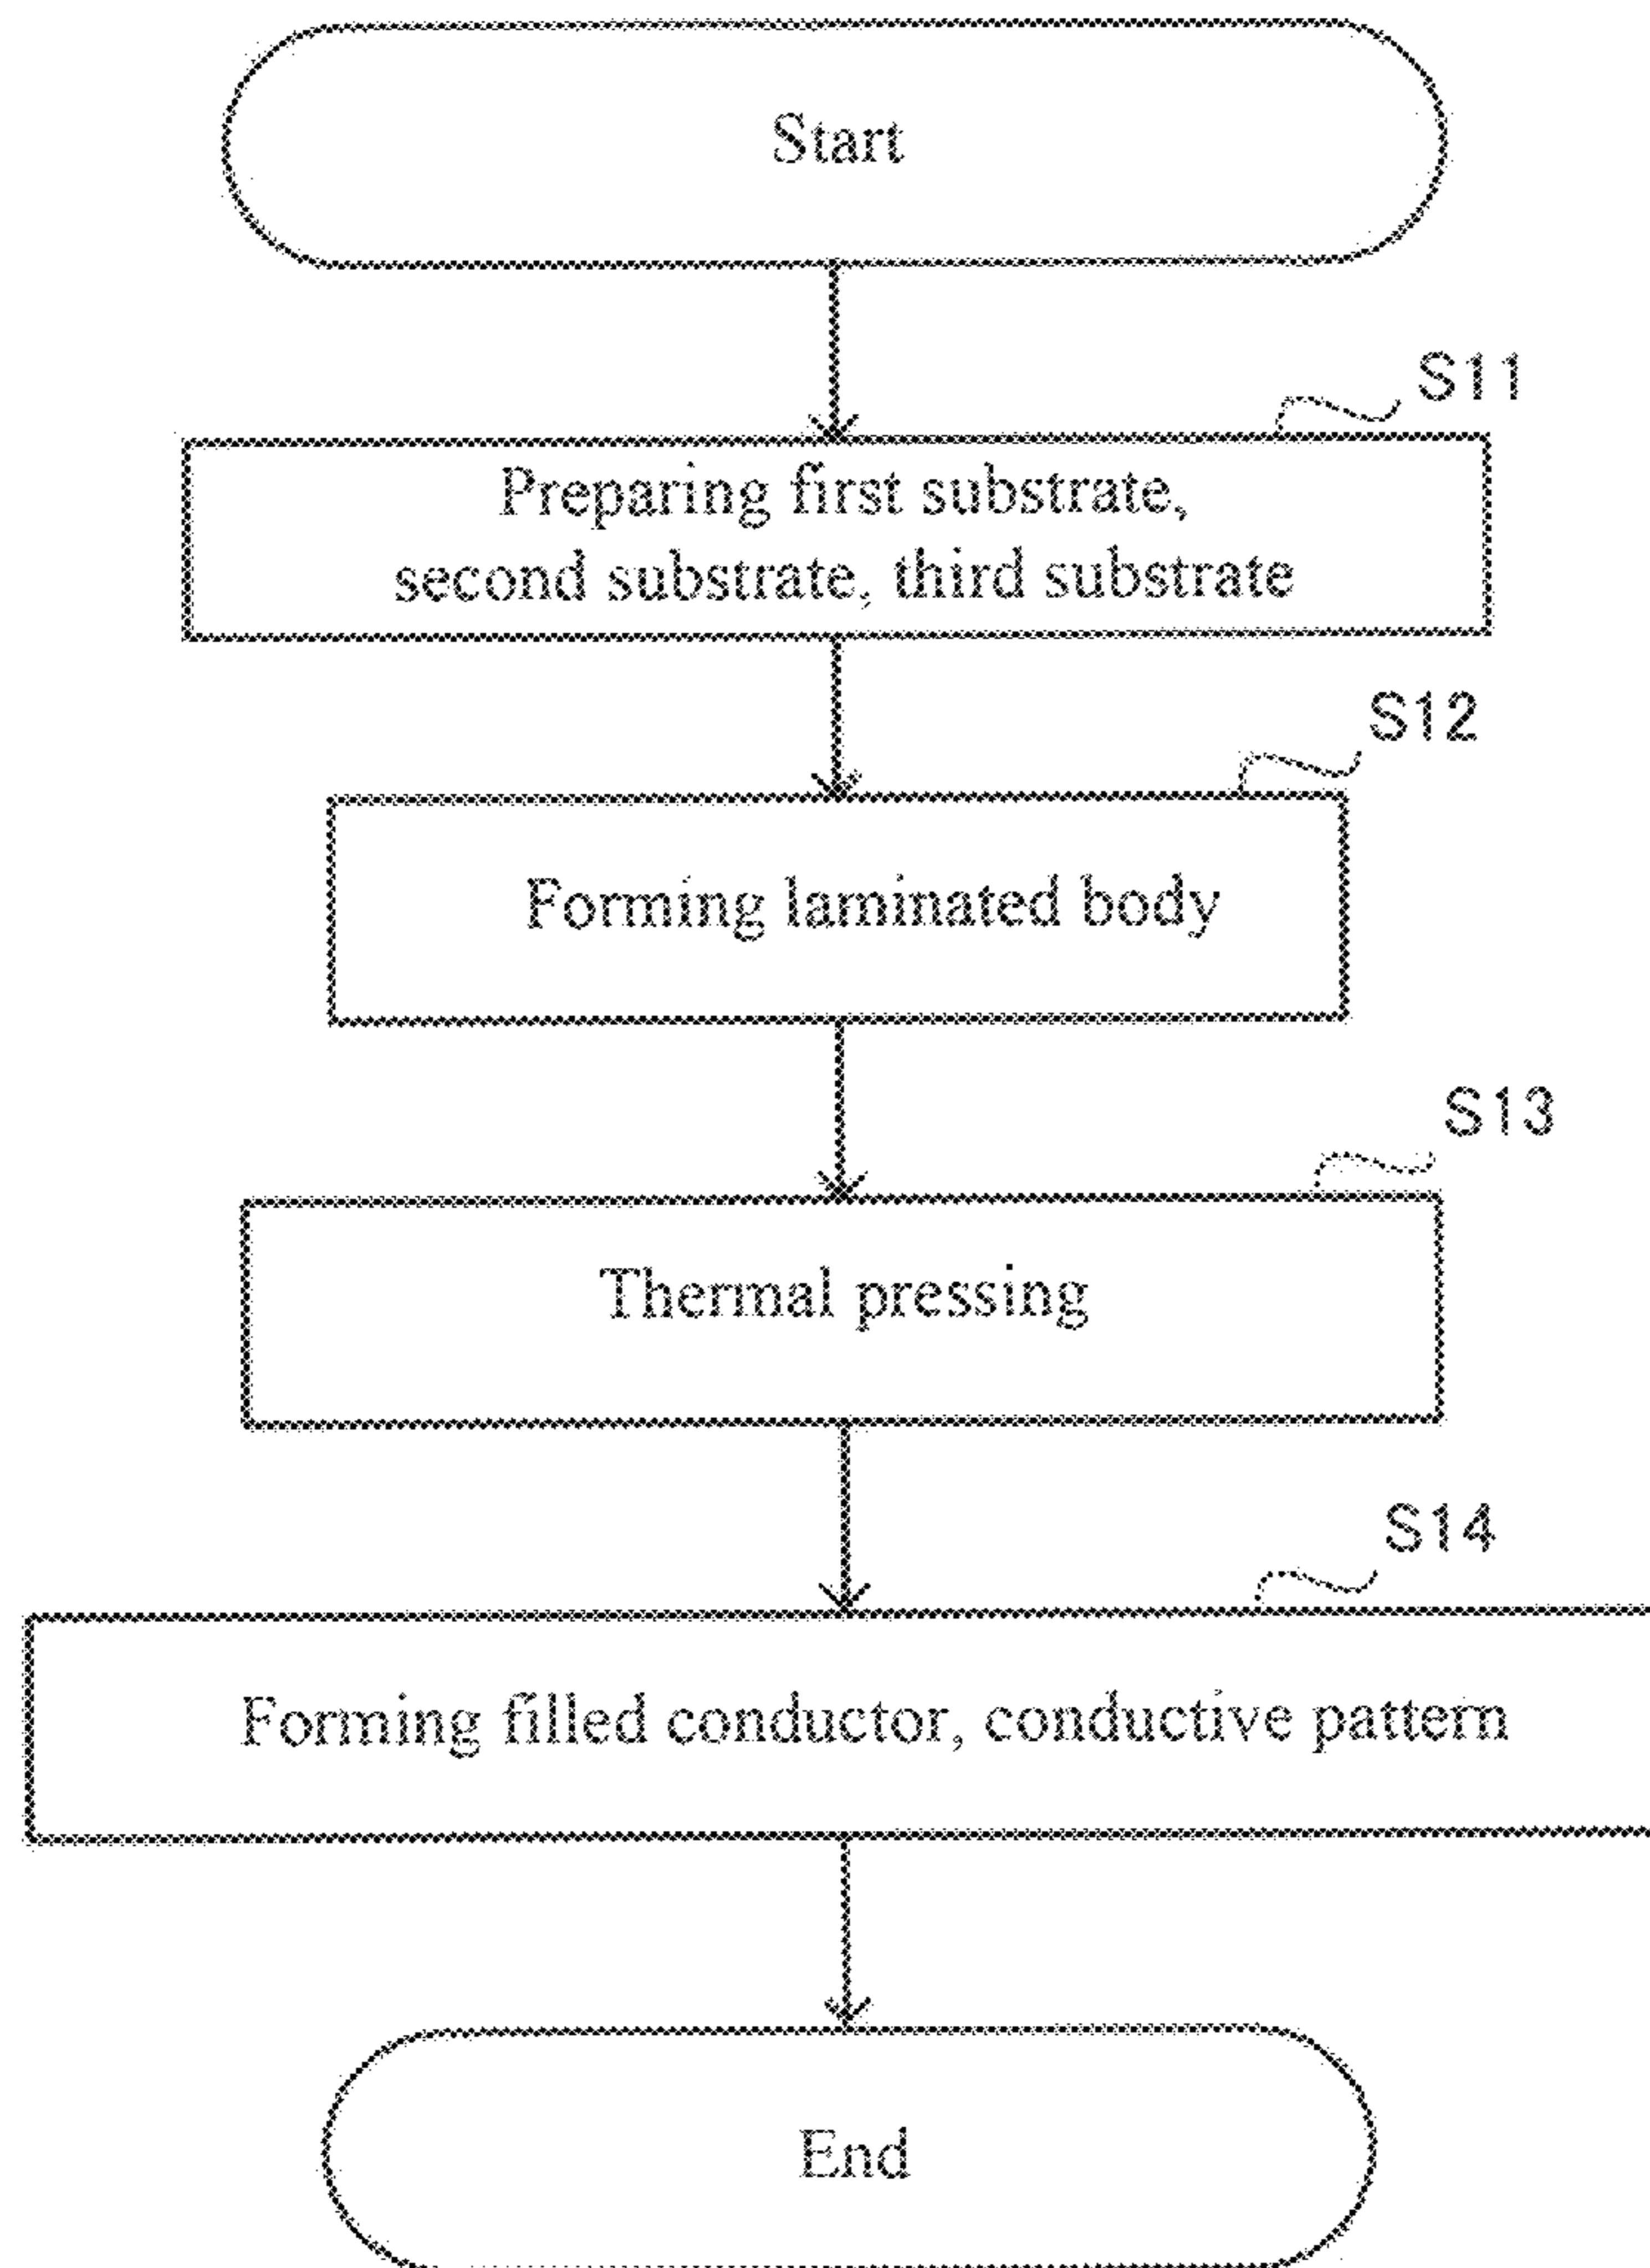 Start
S11
Preparing first substrate,
second substrate, third substrate
S12
Forming laminated body
S13
Thermal pressing
S14
Forming filled conductor, conductive pattern
End